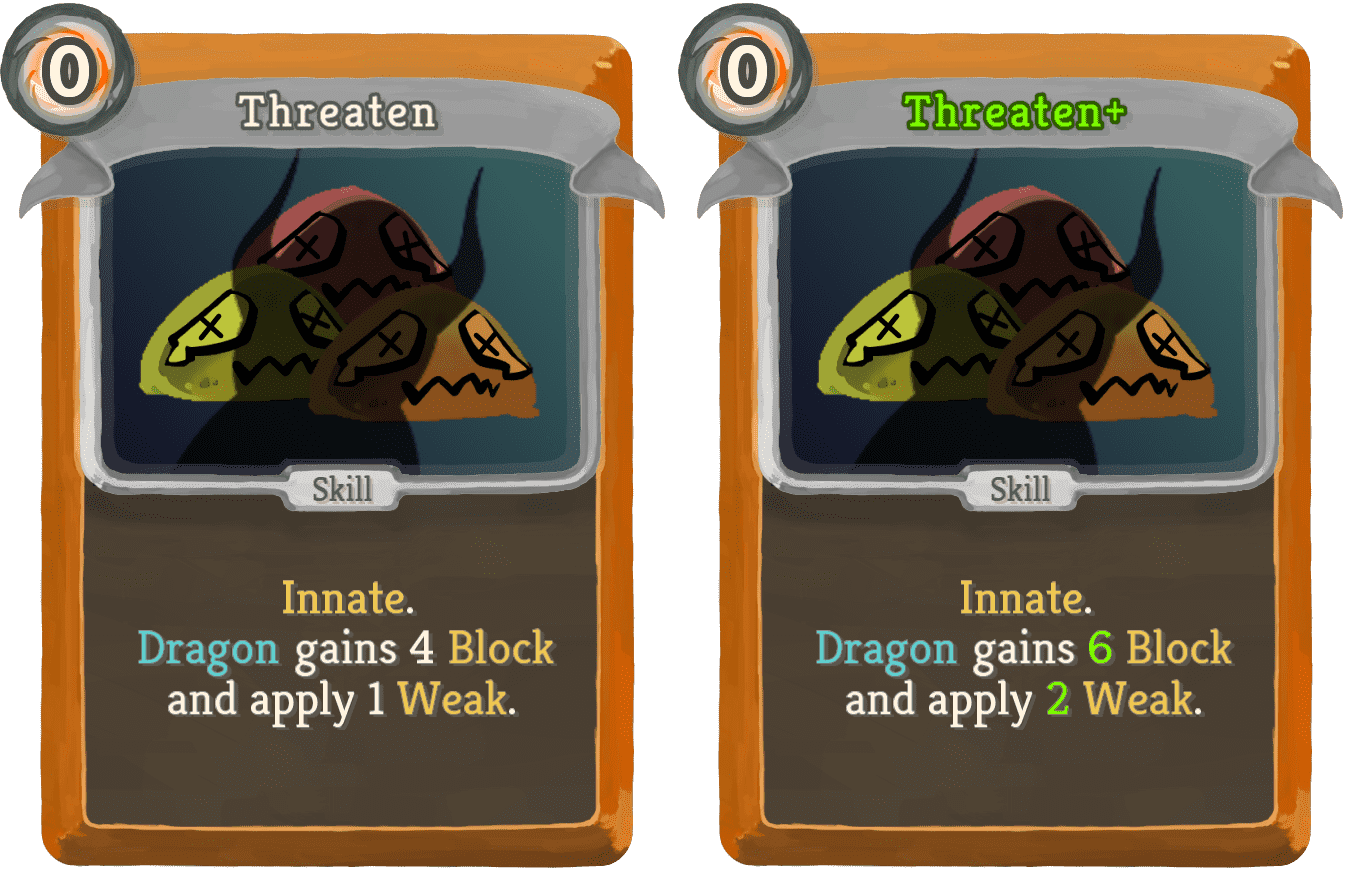 0
Threaten
Skill
Innate.
Dragon gains 4 Block
and apply 1 Weak.
0
Threaten+
Skill
Innate.
Dragon gains 6 Block
and apply 2 Weak.